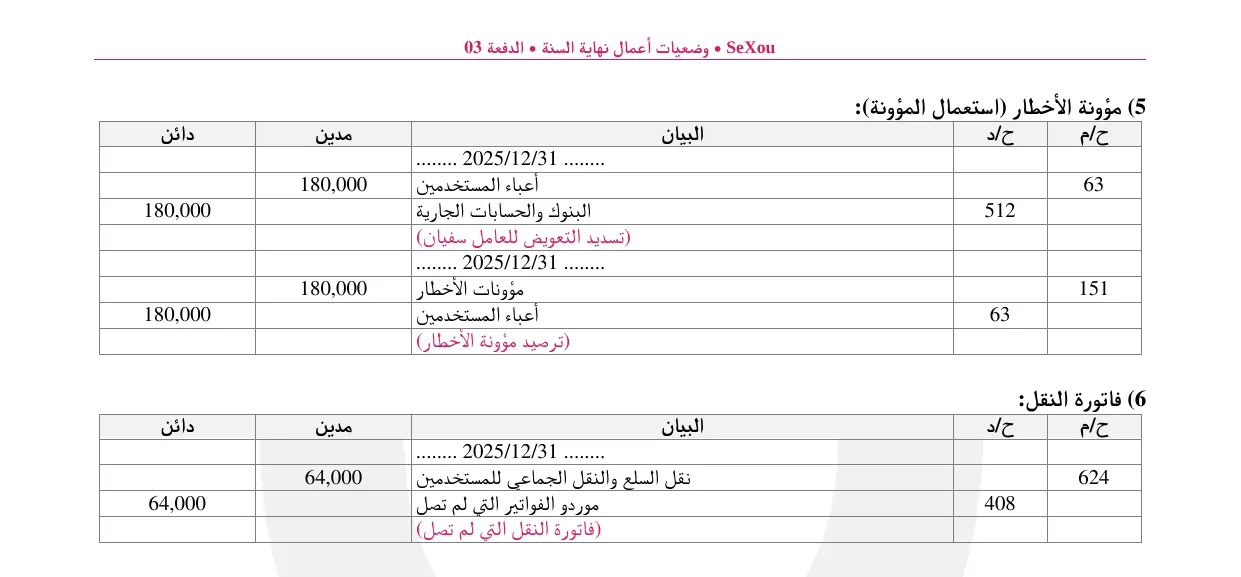 SeXou • وضعيات أعمال نهاية السنة • الدفعة 03
5) مؤونة الأخطار (استعمال المؤونة):
ح/م ح/د البيان مدين دائن
........ 2025/12/31 ........
63 أعباء المستخدمين 180,000
512 البنوك والحسابات الجارية 180,000
(تسديد التعويض للعامل سفيان)
........ 2025/12/31 ........
151 مؤونات الأخطار 180,000
63 أعباء المستخدمين 180,000
(ترصيد مؤونة الأخطار)
6) فاتورة النقل:
ح/م ح/د البيان مدين دائن
........ 2025/12/31 ........
624 نقل السلع والنقل الجماعي للمستخدمين 64,000
408 موردو الفواتير التي لم تصل 64,000
(فاتورة النقل التي لم تصل)